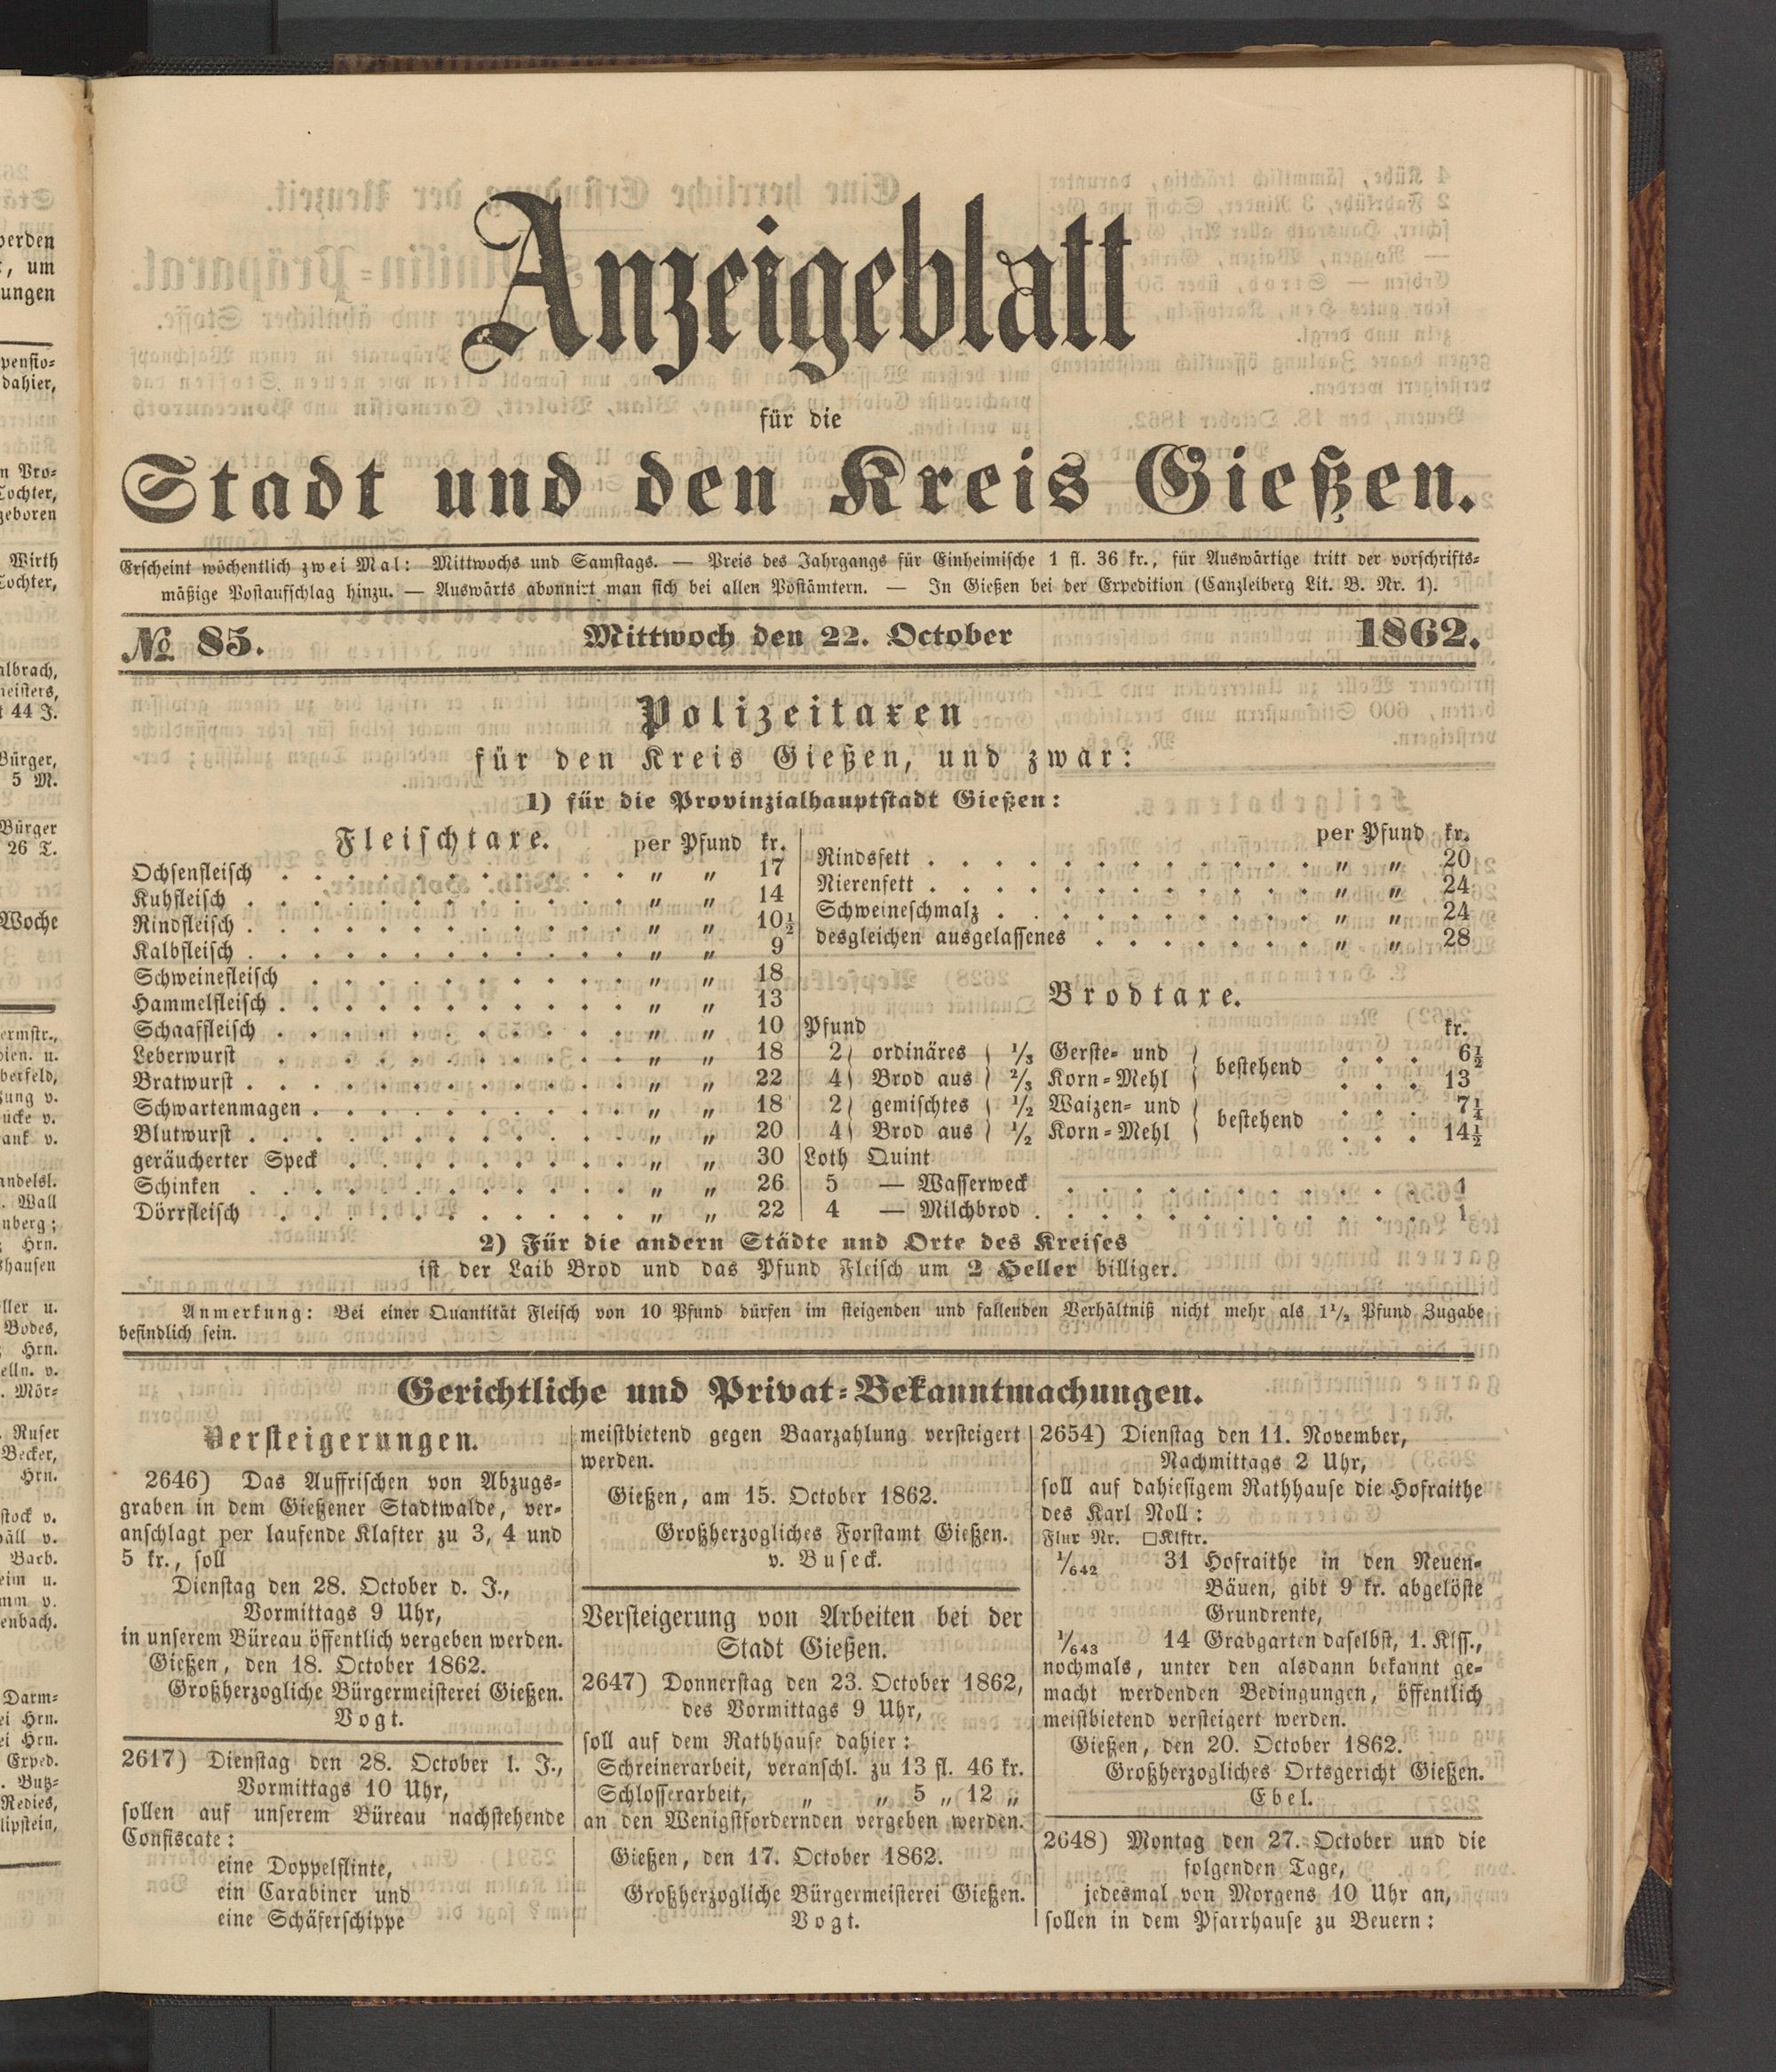 Anzeigeblatt
für die
Stadt und den Kreis Gießen.
Erscheint wöchentlich zwei Mal: Mittwochs und Samstags. — Preis des Jahrgangs für Einheimische 1 fl. 36 kr., für Auswärtige tritt der vorschrifts-
mäßige Postaufschlag hinzu. — Auswärts abonnirt man sich bei allen Postämtern. — In Gießen bei der Expedition (Canzleiberg Lit. B. Nr. 1).
№ 85. Mittwoch den 22. October 1862.
Polizeitaxen
für den Kreis Gießen, und zwar:
1) für die Provinzialhauptstadt Gießen:
Fleischtaxe. per Pfund kr.
Ochsenfleisch . . . . . . . . . . . „ „ 17
Kuhfleisch . . . . . . . . . . . „ „ 14
Rindfleisch . . . . . . . . . . . „ „ 10½
Kalbfleisch . . . . . . . . . . . „ „ 9
Schweinefleisch . . . . . . . . . . „ „ 18
Hammelfleisch . . . . . . . . . . „ „ 13
Schaaffleisch . . . . . . . . . . „ „ 10
Leberwurst . . . . . . . . . . „ „ 18
Bratwurst . . . . . . . . . . . „ „ 22
Schwartenmagen . . . . . . . . . „ „ 18
Blutwurst . . . . . . . . . . . „ „ 20
geräucherter Speck . . . . . . . . „ „ 30
Schinken . . . . . . . . . . . „ „ 26
Dörrfleisch . . . . . . . . . . „ „ 22
per Pfund kr.
Rindsfett . . . . . . . . . . . „ „ 20
Nierenfett . . . . . . . . . . . „ „ 24
Schweineschmalz . . . . . . . . . „ „ 24
desgleichen ausgelassenes . . . . . . „ „ 28
Brodtaxe.
Pfund kr.
2) ordinäres ( ⅓ Gerste- und ) bestehend . . . 6½
4) Brod aus ( ⅔ Korn-Mehl ) . . . 13
2) gemischtes ( ½ Waizen- und ) bestehend . . . 7¼
4) Brod aus ( ½ Korn-Mehl ) . . . 14½
Loth Quint
5 — Wasserweck . . . . . . . . . . 1
4 — Milchbrod . . . . . . . . . . . 1
2) Für die andern Städte und Orte des Kreises
ist der Laib Brod und das Pfund Fleisch um 2 Heller billiger.
Anmerkung: Bei einer Quantität Fleisch von 10 Pfund dürfen im steigenden und fallenden Verhältniß nicht mehr als 1½ Pfund Zugabe
befindlich sein.
Gerichtliche und Privat-Bekanntmachungen.
Versteigerungen.
2646) Das Auffrischen von Abzugs-
graben in dem Gießener Stadtwalde, ver-
anschlagt per laufende Klafter zu 3, 4 und
5 kr., soll
Dienstag den 28. October d. J.,
Vormittags 9 Uhr,
in unserem Büreau öffentlich vergeben werden.
Gießen, den 18. October 1862.
Großherzogliche Bürgermeisterei Gießen.
Vogt.
2617) Dienstag den 28. October l. J.,
Vormittags 10 Uhr,
sollen auf unserem Büreau nachstehende
Confiscate:
eine Doppelflinte,
ein Carabiner und
eine Schäferschippe
meistbietend gegen Baarzahlung versteigert
werden.
Gießen, am 15. October 1862.
Großherzogliches Forstamt Gießen.
v. Buseck.
Versteigerung von Arbeiten bei der
Stadt Gießen.
2647) Donnerstag den 23. October 1862,
des Vormittags 9 Uhr,
soll auf dem Rathhause dahier:
Schreinerarbeit, veranschl. zu 13 fl. 46 kr.
Schlosserarbeit, „ „ 5 „ 12 „
an den Wenigstfordernden vergeben werden.
Gießen, den 17. October 1862.
Großherzogliche Bürgermeisterei Gießen.
Vogt.
2654) Dienstag den 11. November,
Nachmittags 2 Uhr,
soll auf dahiesigem Rathhause die Hofraithe
des Karl Noll:
Flur Nr. □Klftr.
1/642 31 Hofraithe in den Neuen-
Bäuen, gibt 9 kr. abgelöste
Grundrente,
1/643 14 Grabgarten daselbst, 1. Klss.,
nochmals, unter den alsdann bekannt ge-
macht werdenden Bedingungen, öffentlich
meistbietend versteigert werden.
Gießen, den 20. October 1862.
Großherzogliches Ortsgericht Gießen.
Ebel.
2648) Montag den 27. October und die
folgenden Tage,
jedesmal von Morgens 10 Uhr an,
sollen in dem Pfarrhause zu Beuern: